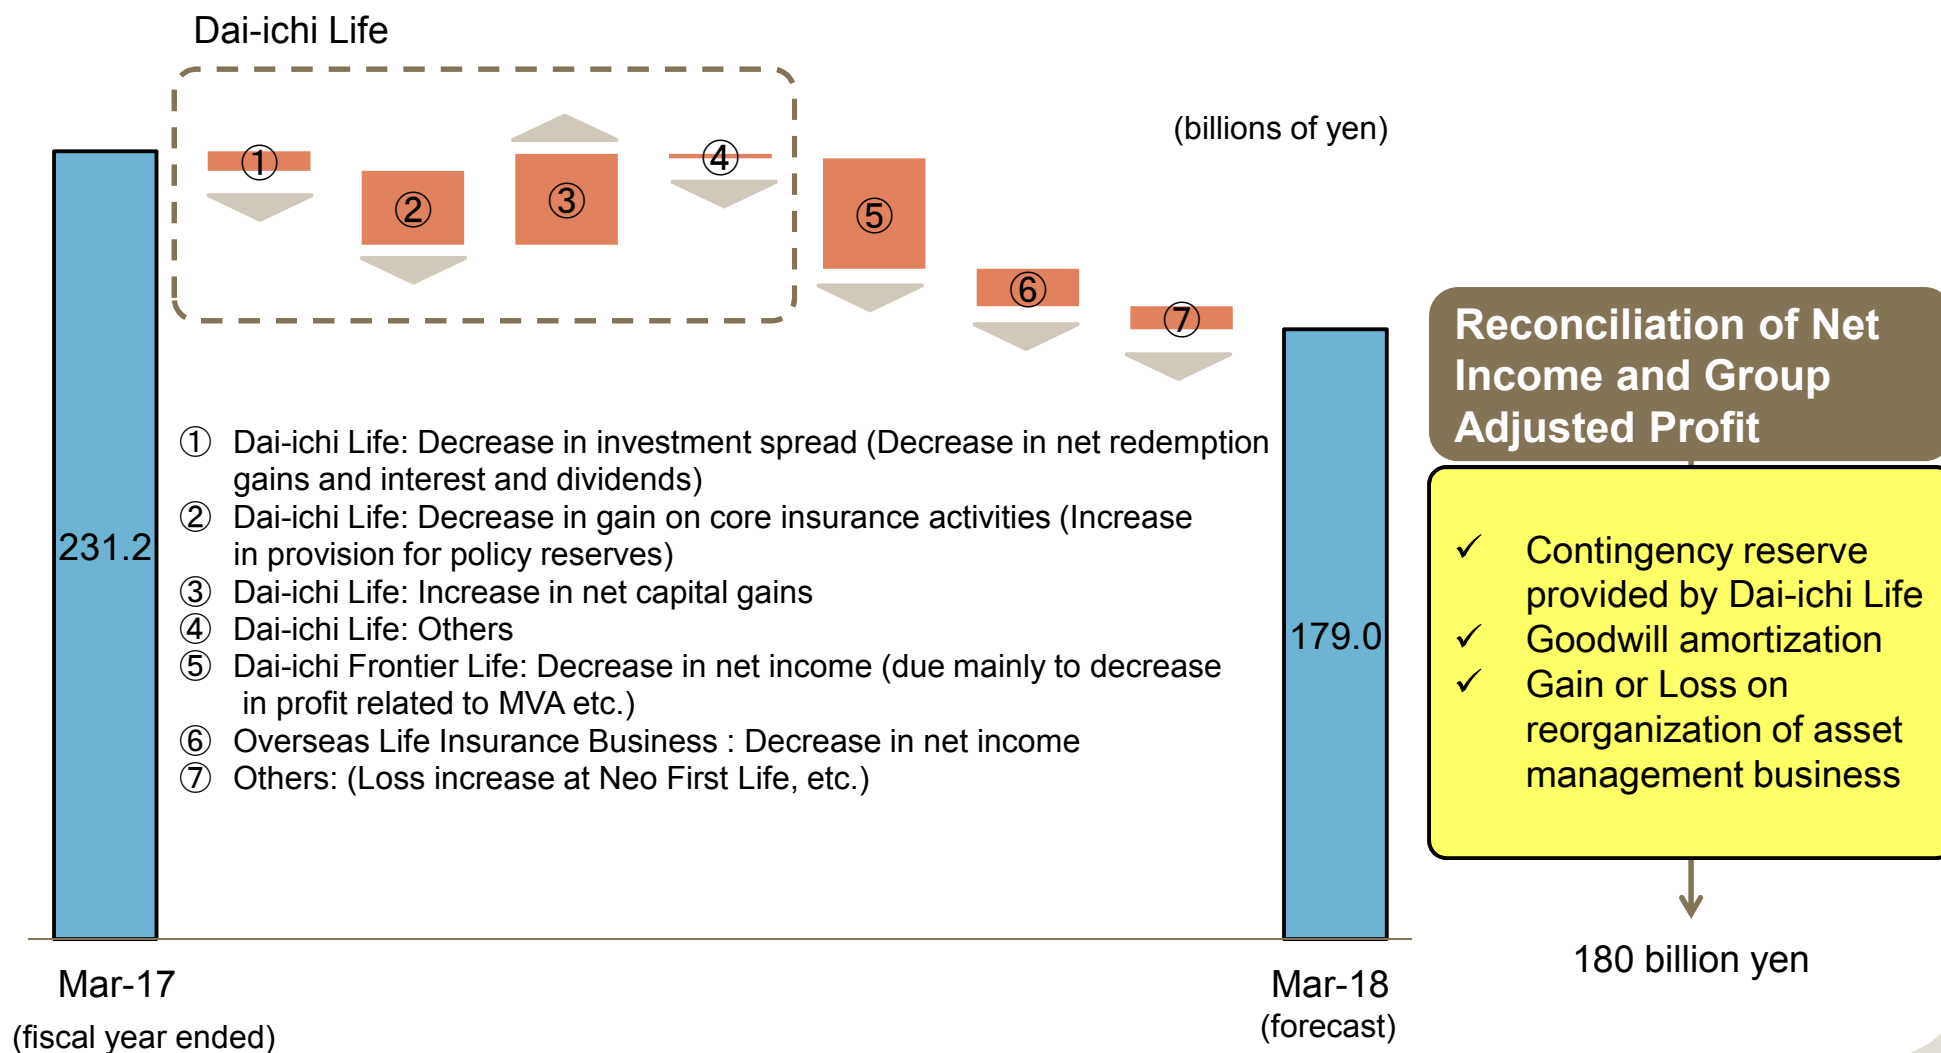 Dai-ichi Life
(billions of yen)
①
②
③
④
⑤
⑥
⑦
231.2
① Dai-ichi Life: Decrease in investment spread (Decrease in net redemption
gains and interest and dividends)
② Dai-ichi Life: Decrease in gain on core insurance activities (Increase
in provision for policy reserves)
③ Dai-ichi Life: Increase in net capital gains
④ Dai-ichi Life: Others
⑤ Dai-ichi Frontier Life: Decrease in net income (due mainly to decrease
in profit related to MVA etc.)
⑥ Overseas Life Insurance Business : Decrease in net income
⑦ Others: (Loss increase at Neo First Life, etc.)
179.0
Mar-17
(fiscal year ended)
Mar-18
(forecast)
Reconciliation of Net
Income and Group
Adjusted Profit
✓ Contingency reserve
provided by Dai-ichi Life
✓ Goodwill amortization
✓ Gain or Loss on
reorganization of asset
management business
180 billion yen